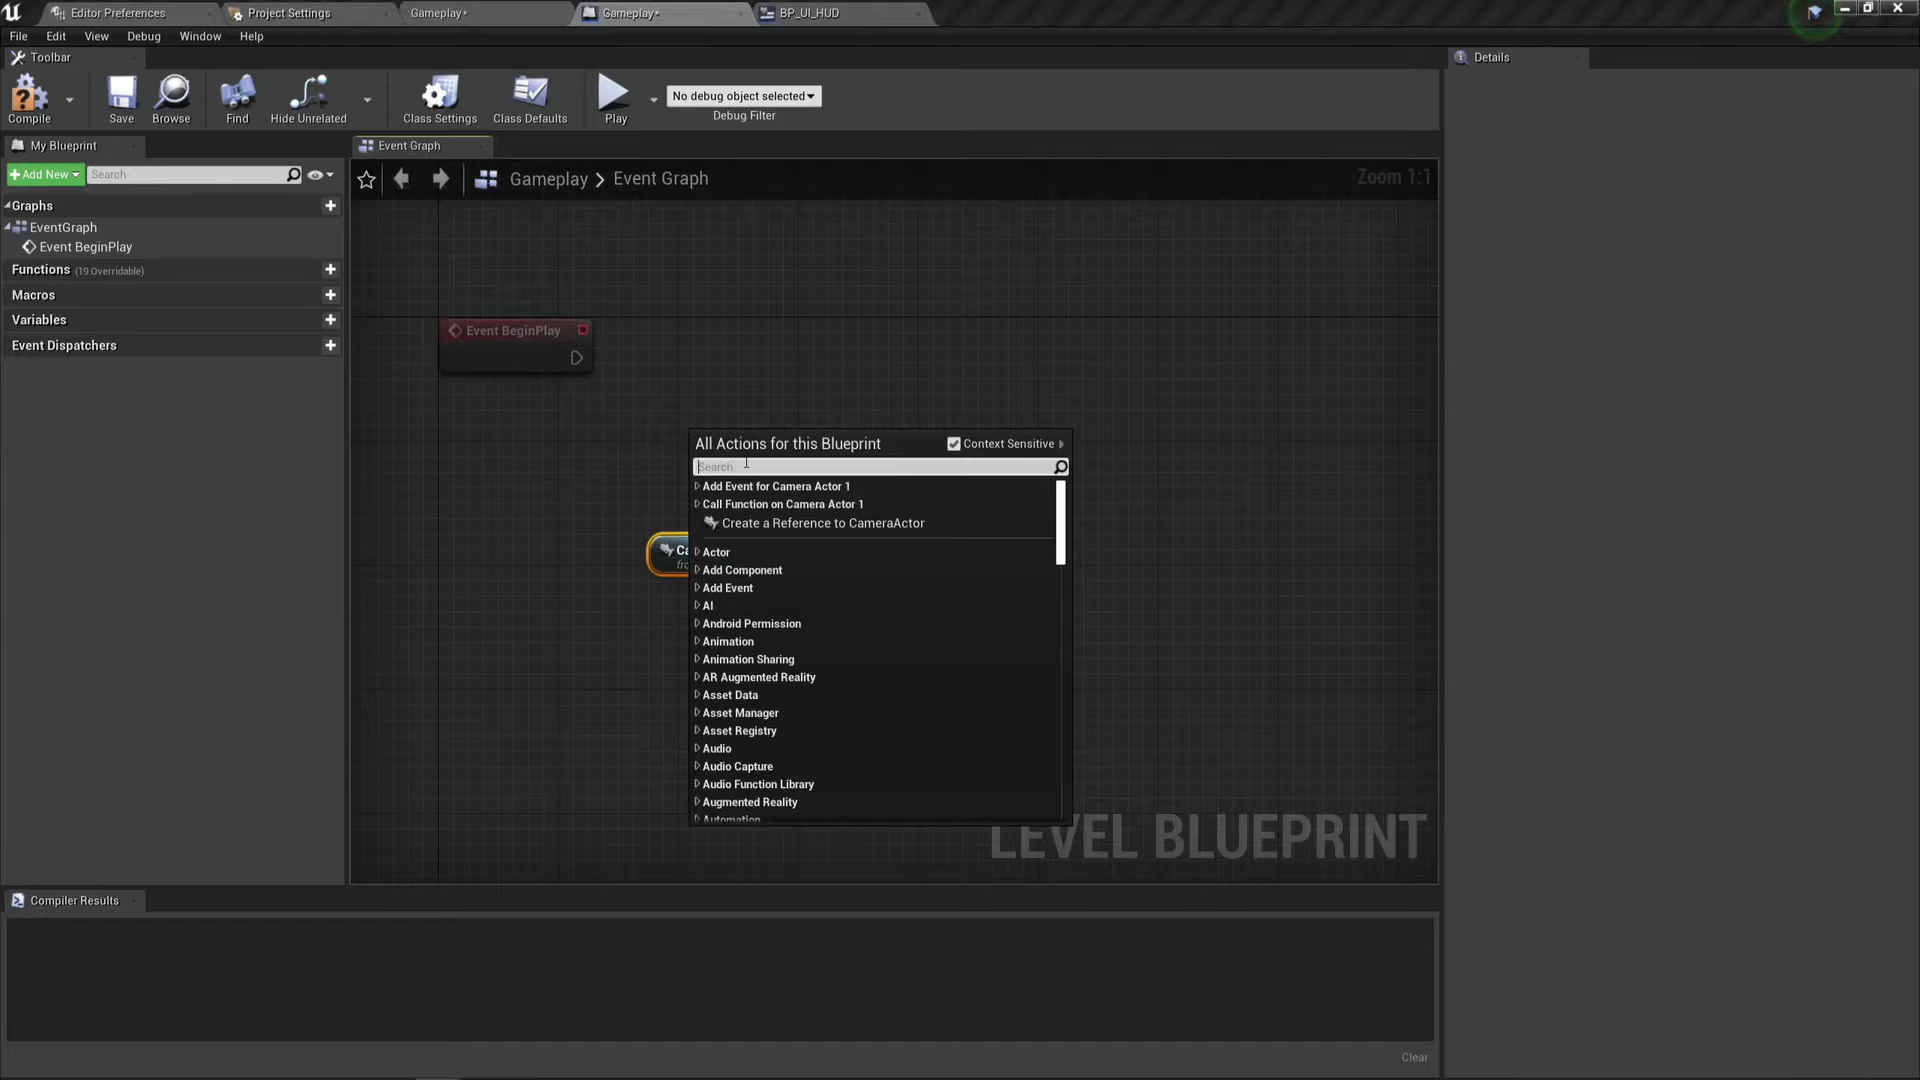 Editor Preferences
Project Settings
Gameplay•
Gameplay•
BP_UI_HUD
File Edit View Debug Window Help
Toolbar
Details
Compile
Save
Browse
Find
Hide Unrelated
Class Settings
Class Defaults
Play
No debug object selected
Debug Filter
My Blueprint
Event Graph
Add New
Search
Gameplay > Event Graph
Zoom 1:1
Graphs
EventGraph
Event BeginPlay
Functions (19 Overridable)
Macros
Variables
Event Dispatchers
Event BeginPlay
All Actions for this Blueprint
Context Sensitive
Search
Add Event for Camera Actor 1
Call Function on Camera Actor 1
Create a Reference to CameraActor
Actor
Add Component
Add Event
AI
Android Permission
Animation
Animation Sharing
AR Augmented Reality
Asset Data
Asset Manager
Asset Registry
Audio
Audio Capture
Audio Function Library
Augmented Reality
Automation
LEVEL BLUEPRINT
Compiler Results
Clear